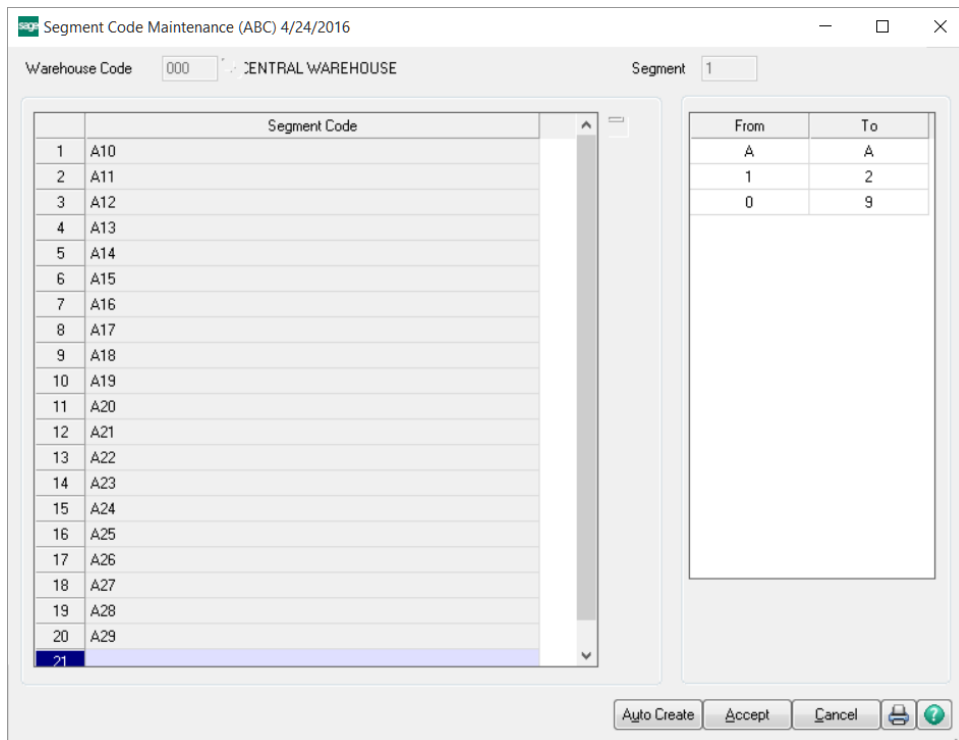 sage Segment Code Maintenance (ABC) 4/24/2016
Warehouse Code 000 CENTRAL WAREHOUSE Segment 1
Segment Code From To
1 A10 A A
2 A11 1 2
3 A12 0 9
4 A13
5 A14
6 A15
7 A16
8 A17
9 A18
10 A19
11 A20
12 A21
13 A22
14 A23
15 A24
16 A25
17 A26
18 A27
19 A28
20 A29
21
Auto Create Accept Cancel ?